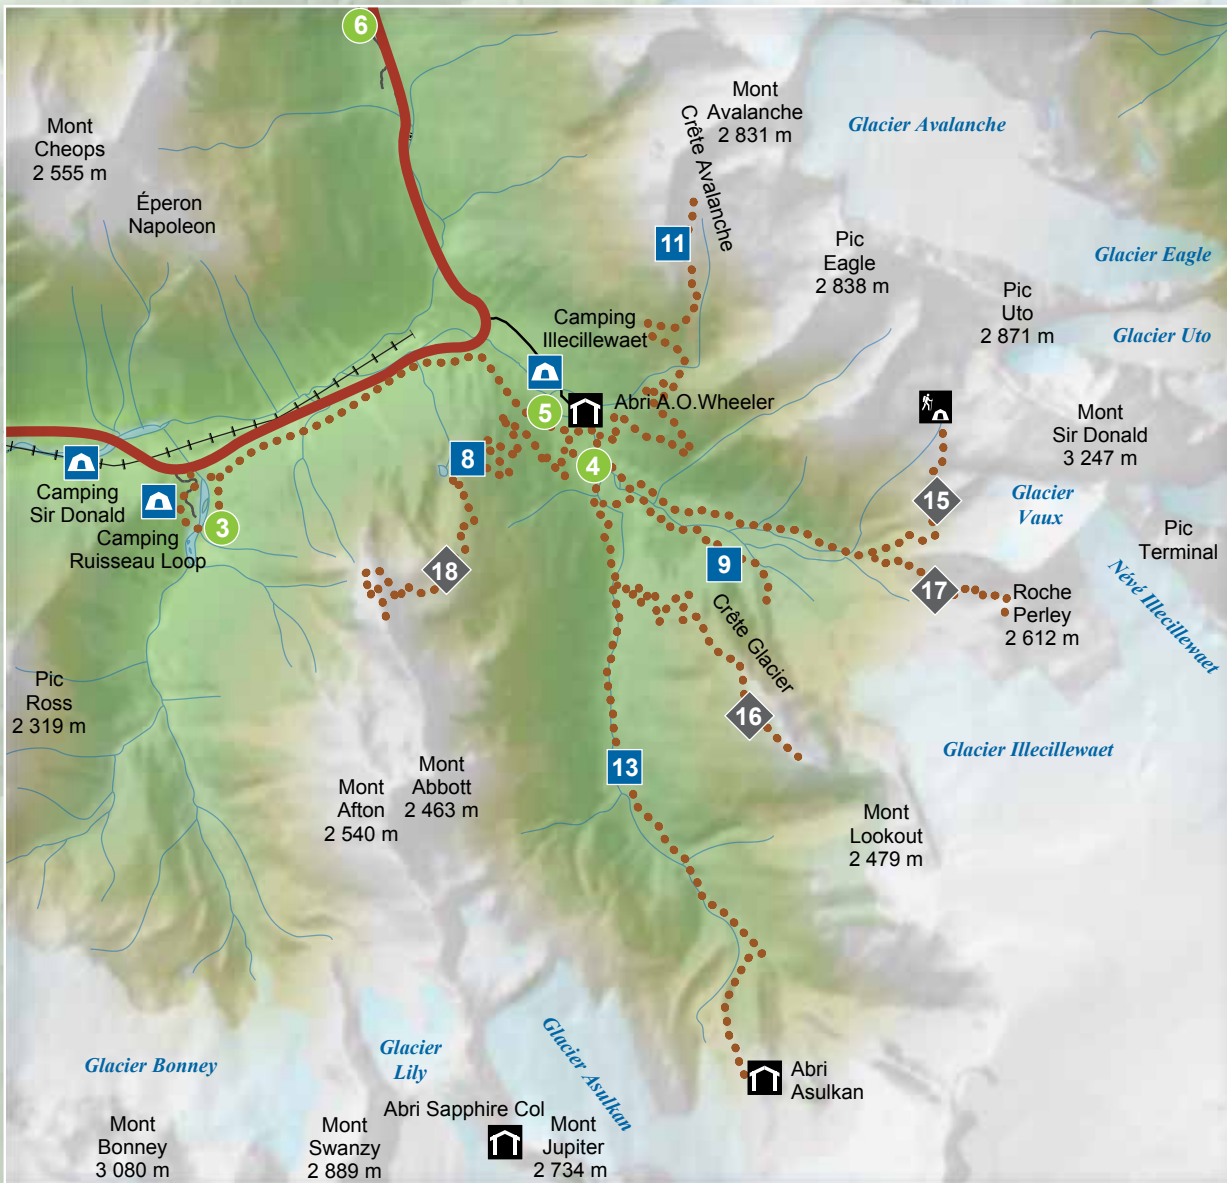 6
Mont
Cheops
2 555 m
Éperon
Napoleon
Mont
Avalanche
2 831 m
Crête Avalanche
Glacier Avalanche
11
Pic
Eagle
2 838 m
Glacier Eagle
Pic
Uto
2 871 m
Glacier Uto
Camping
Illecillewaet
5
Abri A.O.Wheeler
4
8
Mont
Sir Donald
3 247 m
Camping
Sir Donald
Camping
Ruisseau Loop
3
15
Glacier
Vaux
Pic
Terminal
18
9
17
Roche
Perley
2 612 m
Névé Illecillewaet
Crête Glacier
Pic
Ross
2 319 m
16
Glacier Illecillewaet
13
Mont
Abbott
2 463 m
Mont
Afton
2 540 m
Mont
Lookout
2 479 m
Glacier Bonney
Glacier
Lily
Glacier Asulkan
Abri
Asulkan
Abri Sapphire Col
Mont
Bonney
3 080 m
Mont
Swanzy
2 889 m
Mont
Jupiter
2 734 m